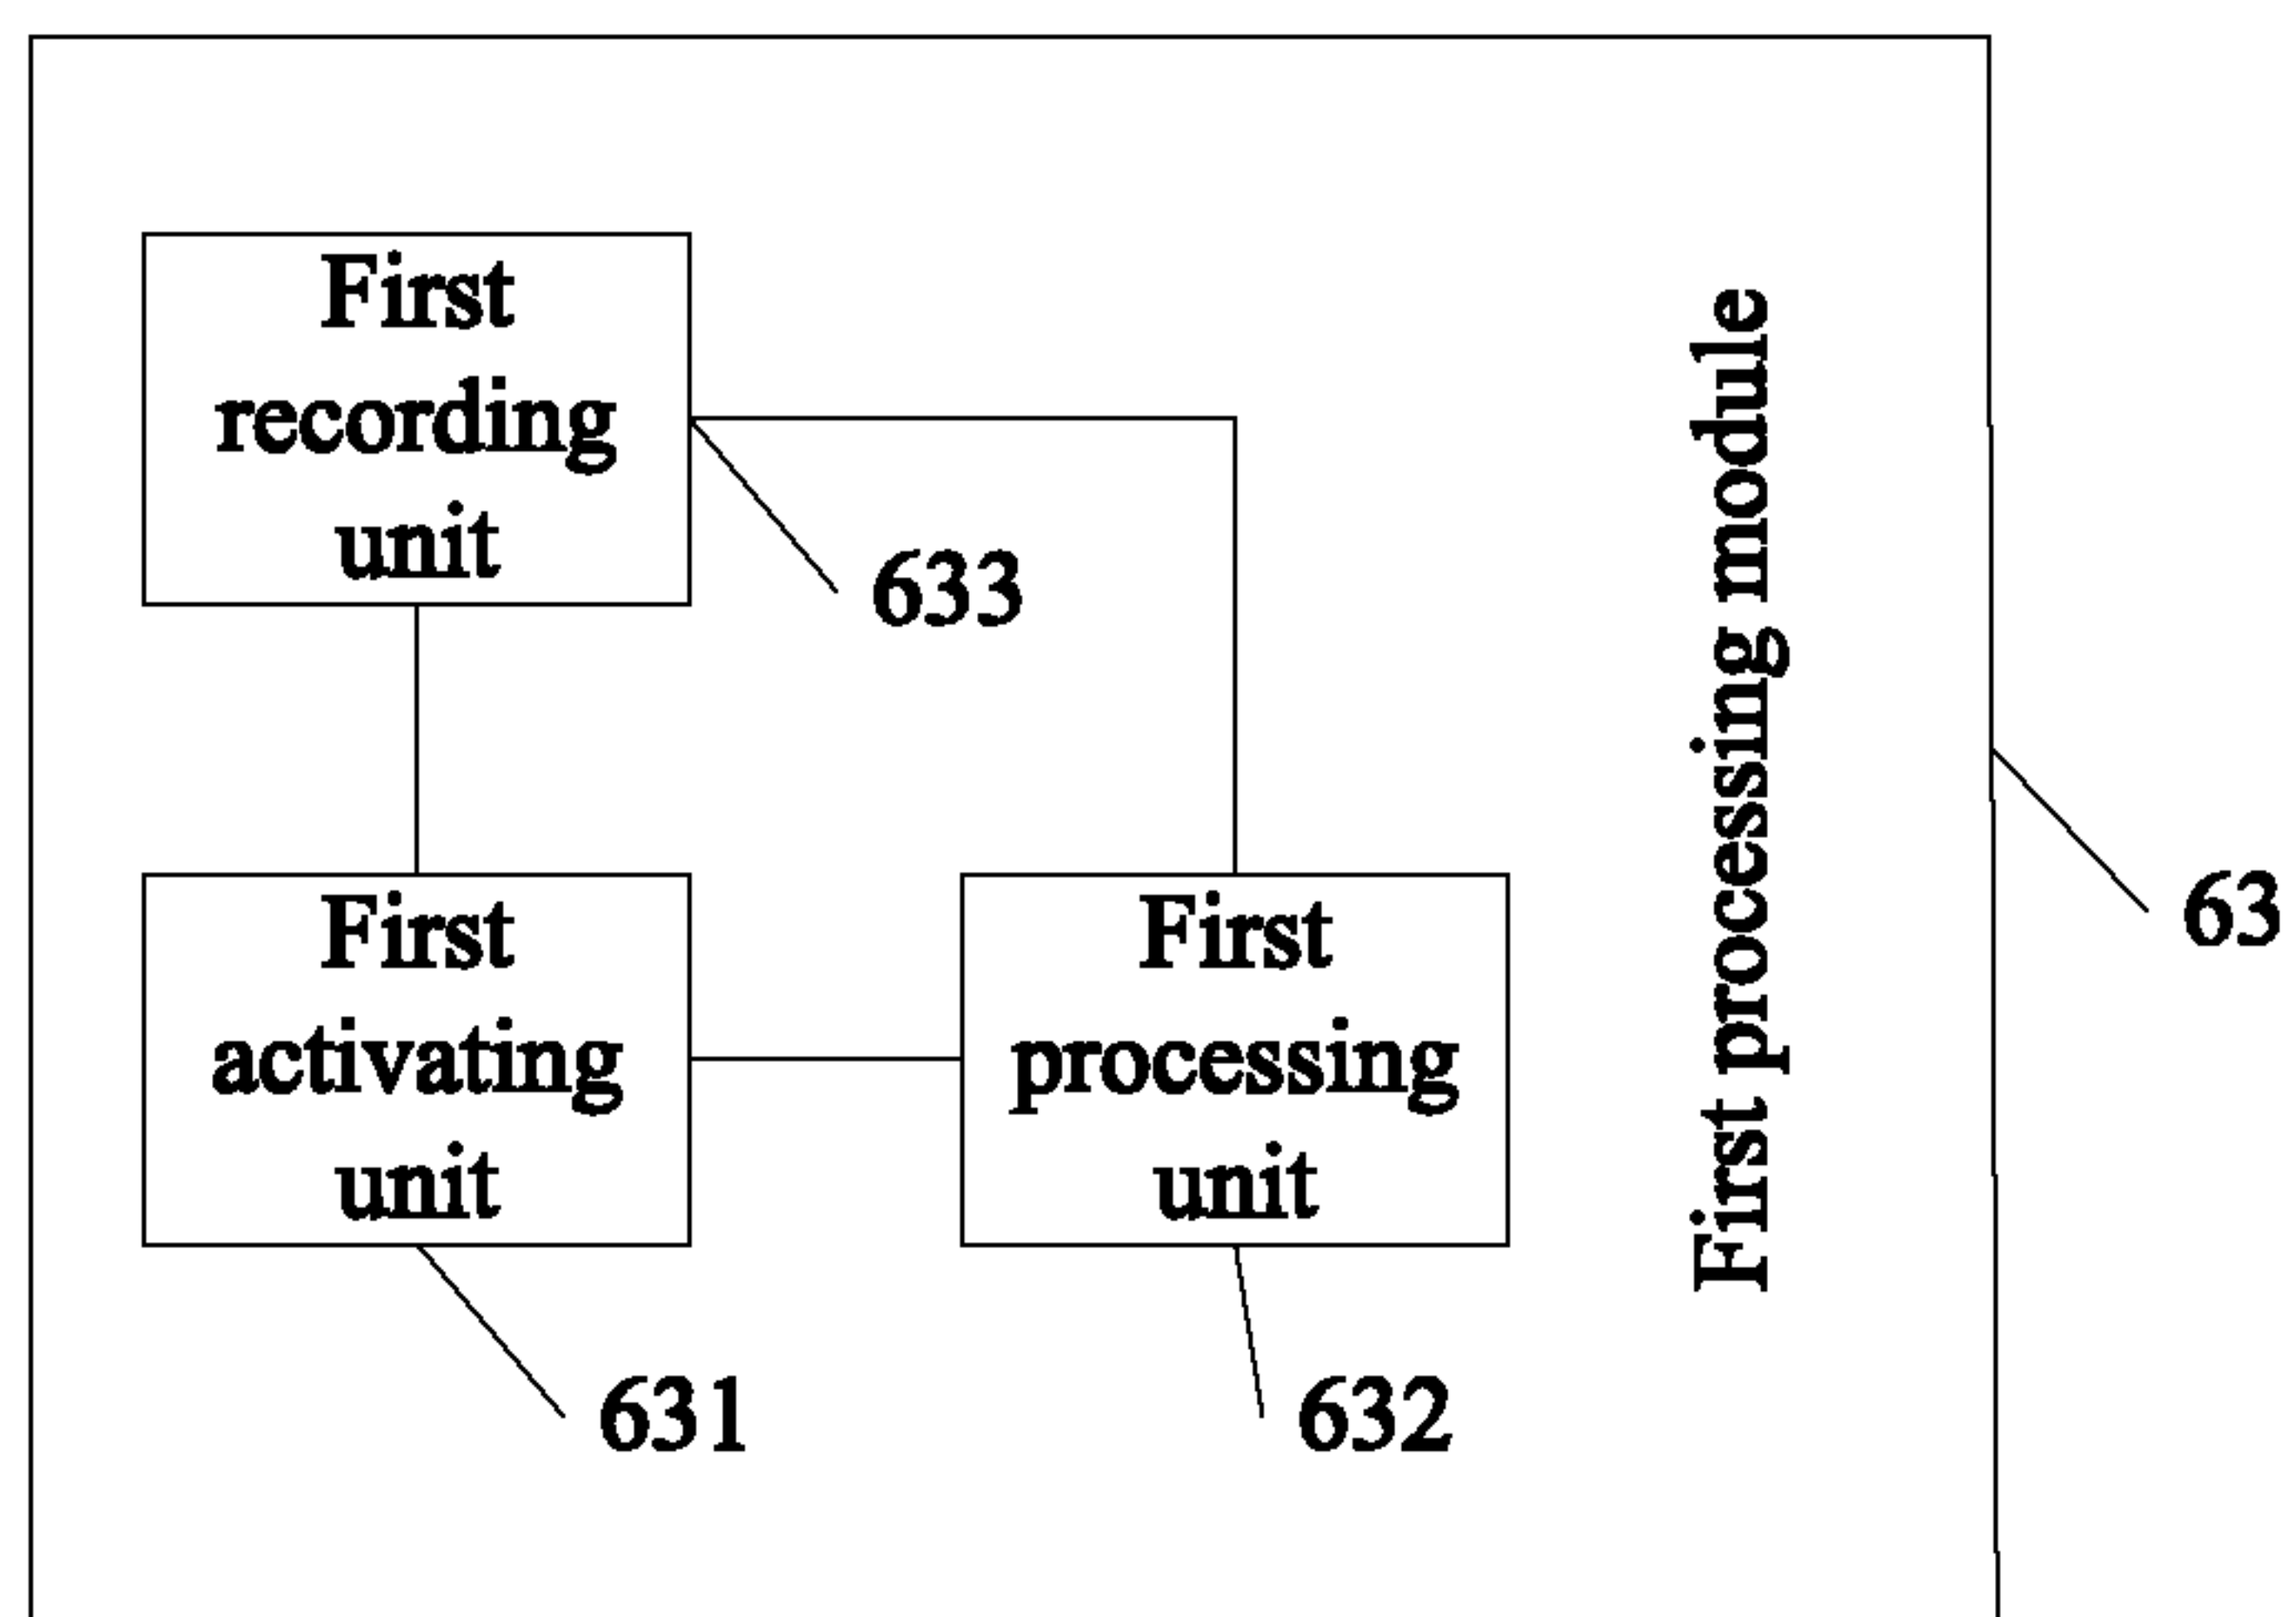 First
recording
unit
633
First
activating
unit
631
First
processing
unit
632
First processing module
63